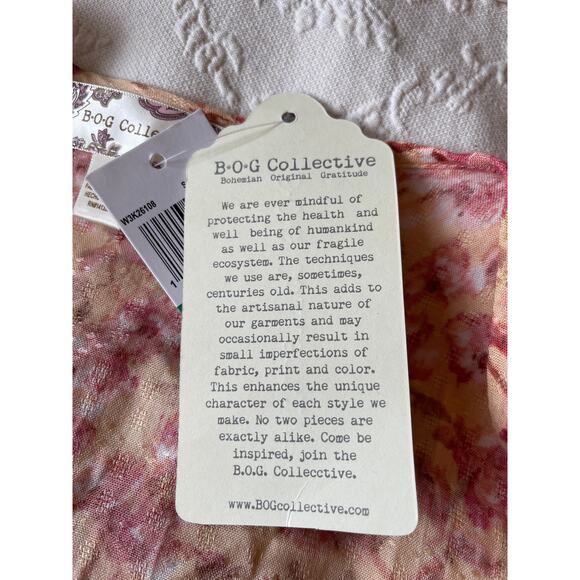 B·O·G Collec
W3K26108
B·O·G Collective
Bohemian Original Gratitude
We are ever mindful of
protecting the health and
well being of humankind
as well as our fragile
ecosystem. The techniques
we use are, sometimes,
centuries old. This adds to
the artisanal nature of
our garments and may
occasionally result in
small imperfections of
fabric, print and color.
This enhances the unique
character of each style we
make. No two pieces are
exactly alike. Come be
inspired, join the
B.O.G. Collecctive.
www.BOGcollective.com